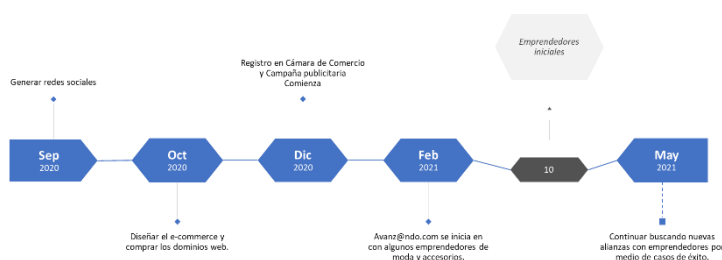 Emprendedores
iniciales
Registro en Cámara de Comercio
y Campaña publicitaria
Comienza
Generar redes sociales
Sep
2020
Oct
2020
Dic
2020
Feb
2021
10
May
2021
Diseñar el e-commerce y
comprar los dominios web.
Avanz@ndo.com se inicia en
con algunos emprendedores de
moda y accesorios.
Continuar buscando nuevas
alianzas con emprendedores por
medio de casos de éxito.